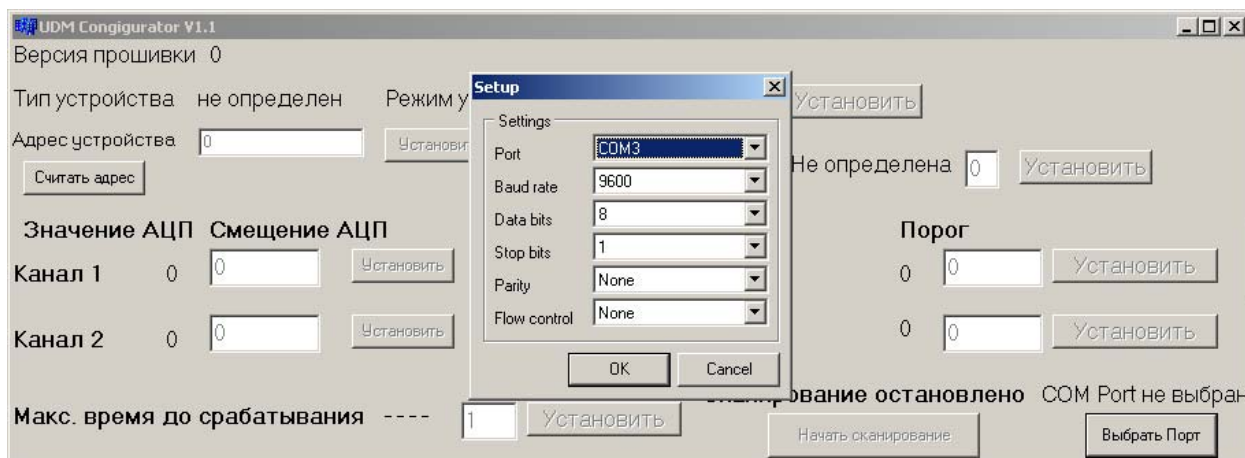 UDM Congigurator V1.1
Версия прошивки 0
Тип устройства не определен Режим у
Установить
Адрес устройства 0
Считать адрес
Не определена 0 Установить
Значение АЦП Смещение АЦП
Порог
Канал 1 0 0 Установить
0 0 Установить
Канал 2 0 0 Установить
0 0 Установить
Макс. время до срабатывания ---- 1 Установить
остановлено COM Port не выбран
Начать сканирование Выбрать Порт
Setup
Settings
Port COM3
Baud rate 9600
Data bits 8
Stop bits 1
Parity None
Flow control None
OK Cancel